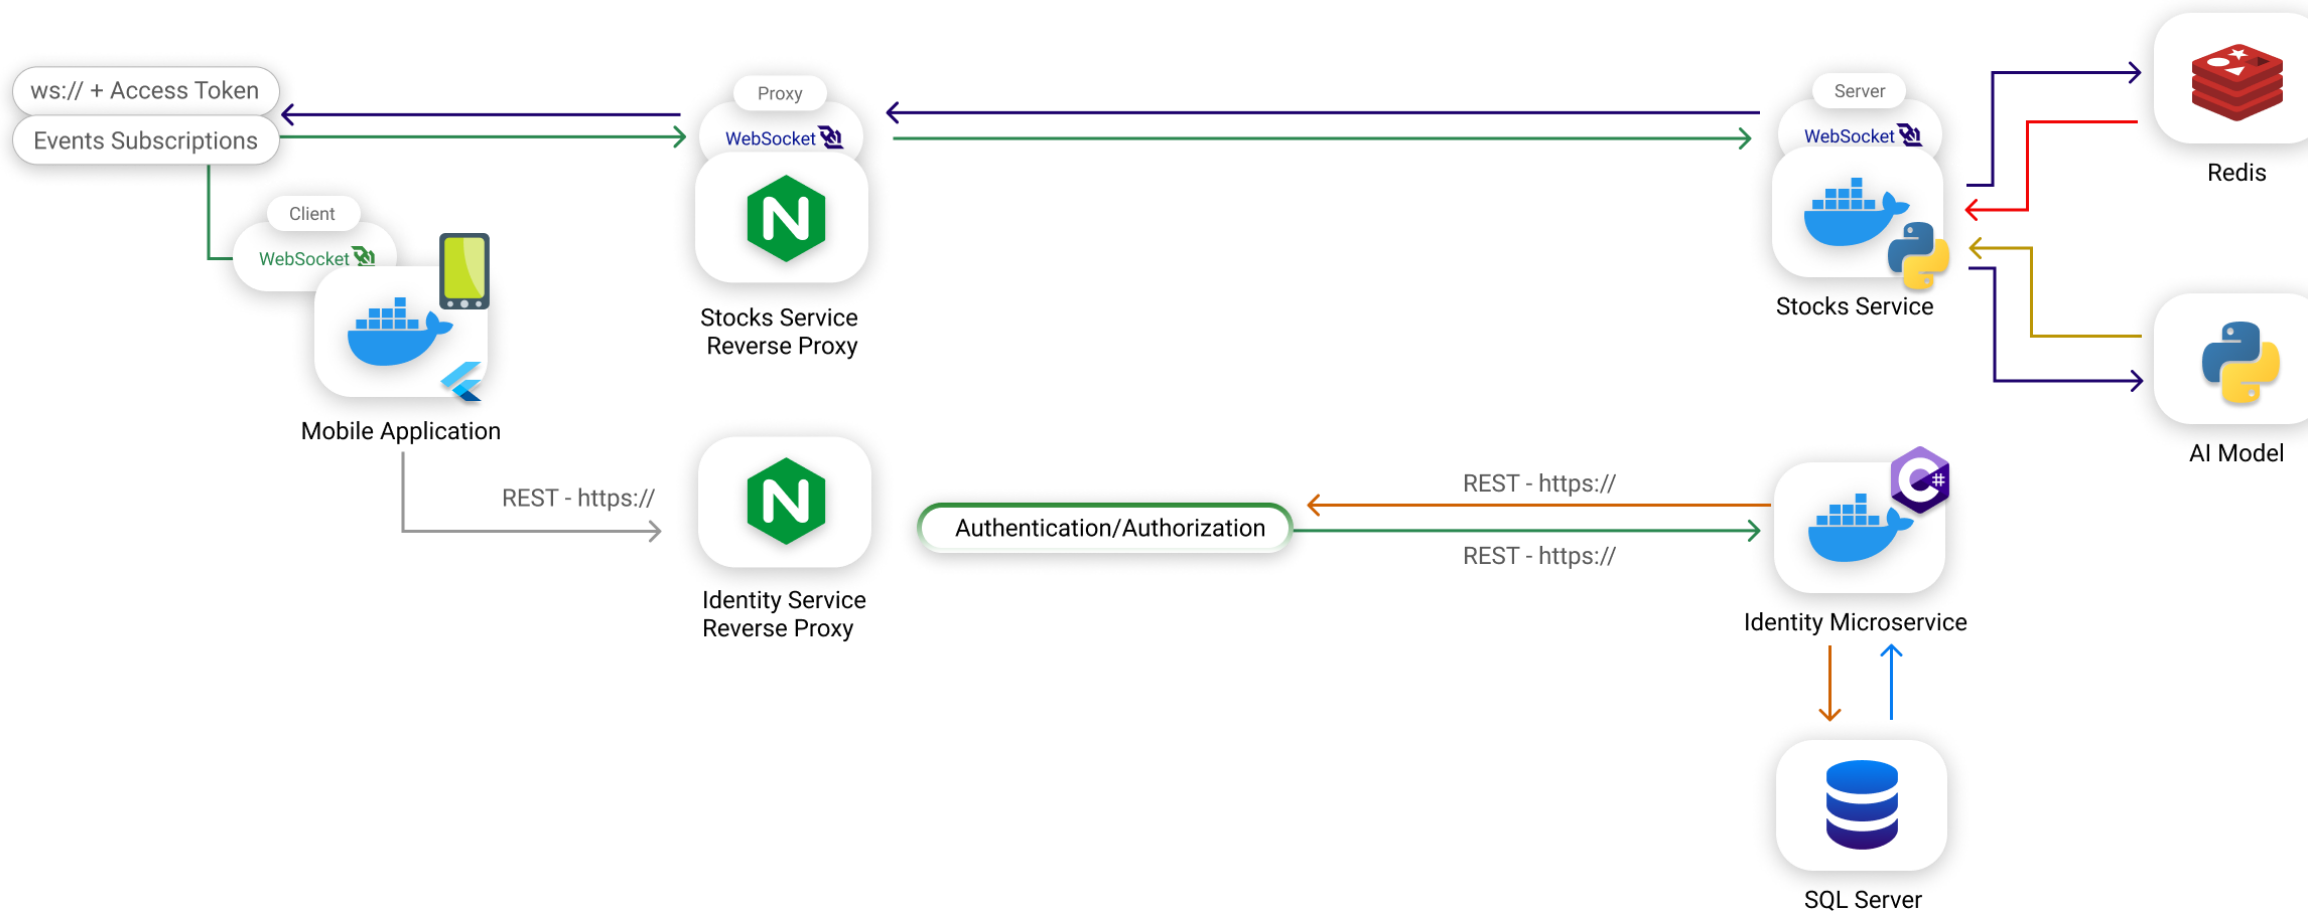 ws:// + Access Token
Events Subscriptions
Client
WebSocket
Mobile Application
Proxy
WebSocket
N
Stocks Service
Reverse Proxy
Server
WebSocket
Stocks Service
Redis
AI Model
REST - https://
N
Identity Service
Reverse Proxy
Authentication/Authorization
REST - https://
REST - https://
C#
Identity Microservice
SQL Server